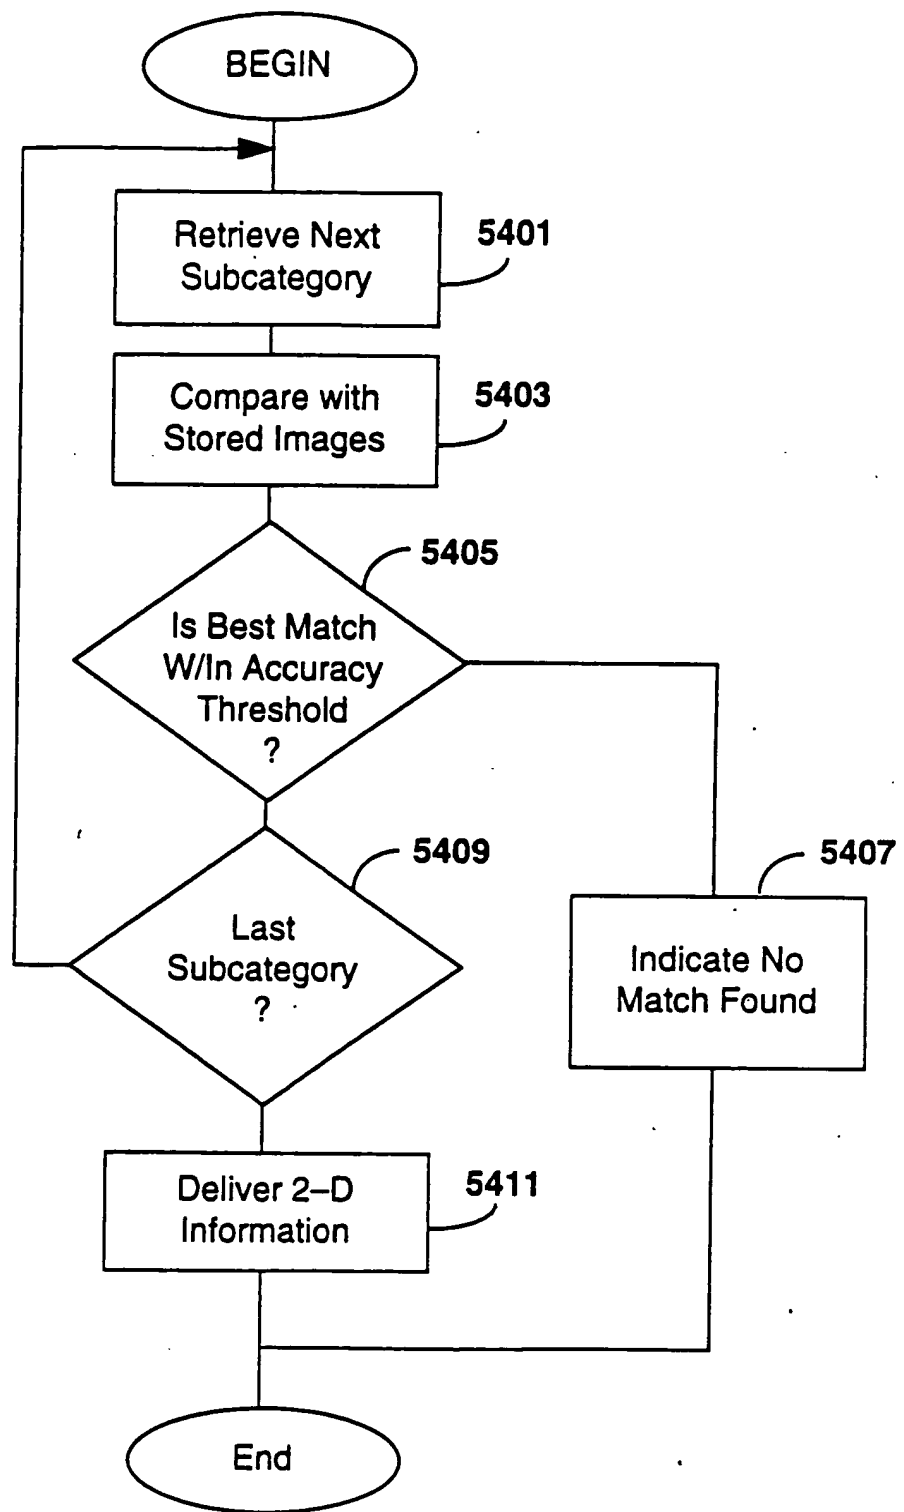 BEGIN
Retrieve Next
Subcategory
5401
Compare with
Stored Images
5403
5405
Is Best Match
W/In Accuracy
Threshold
?
5409
Last
Subcategory
?
5407
Indicate No
Match Found
Deliver 2–D
Information
5411
End